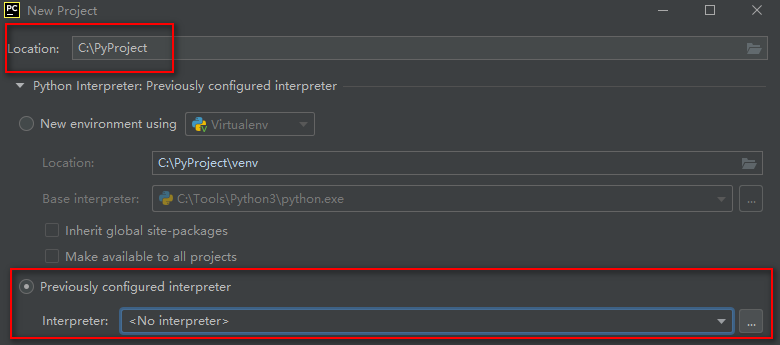 PC New Project
Location: C:\PyProject
Python Interpreter: Previously configured interpreter
New environment using Virtualenv
Location: C:\PyProject\venv
Base interpreter: C:\Tools\Python3\python.exe ...
Inherit global site-packages
Make available to all projects
Previously configured interpreter
Interpreter: <No interpreter> ...